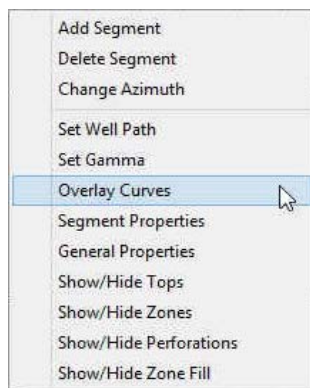 Add Segment
Delete Segment
Change Azimuth
Set Well Path
Set Gamma
Overlay Curves
Segment Properties
General Properties
Show/Hide Tops
Show/Hide Zones
Show/Hide Perforations
Show/Hide Zone Fill